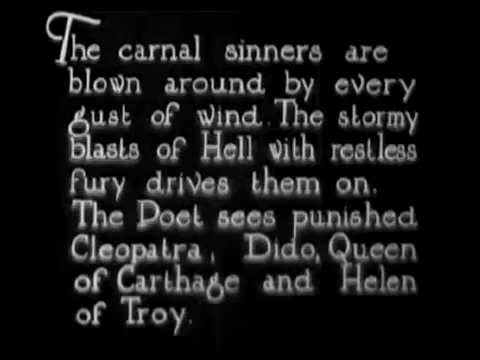 The carnal sinners are
blown around by every
gust of wind. The stormy
blasts of Hell with restless
fury drives them on.
The Poet sees punished
Cleopatra, Dido, Queen
of Carthage and Helen
of Troy.